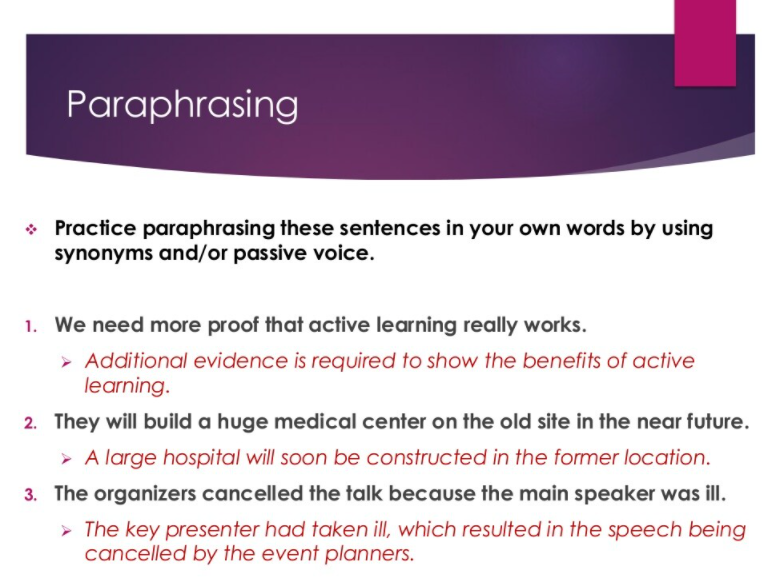 Paraphrasing
❖ Practice paraphrasing these sentences in your own words by using
synonyms and/or passive voice.
1. We need more proof that active learning really works.
➢ Additional evidence is required to show the benefits of active
learning.
2. They will build a huge medical center on the old site in the near future.
➢ A large hospital will soon be constructed in the former location.
3. The organizers cancelled the talk because the main speaker was ill.
➢ The key presenter had taken ill, which resulted in the speech being
cancelled by the event planners.